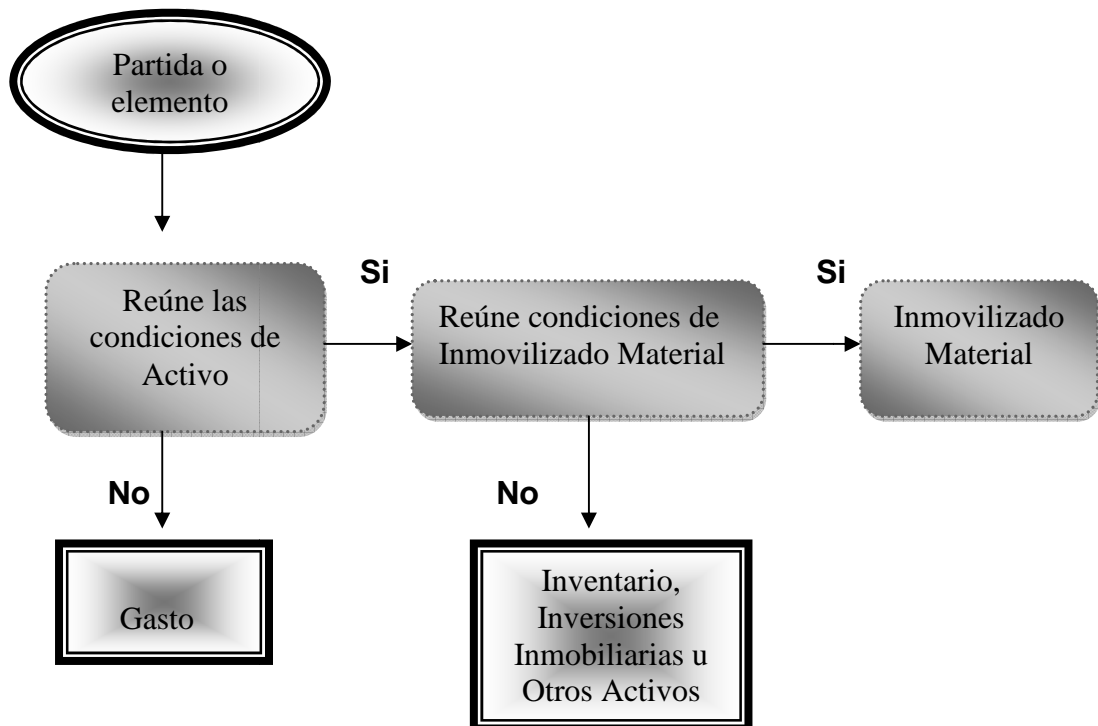 Partida o
elemento
Si
Si
Reúne las
condiciones de
Activo
Reúne condiciones de
Inmovilizado Material
Inmovilizado
Material
No
No
Gasto
Inventario,
Inversiones
Inmobiliarias u
Otros Activos